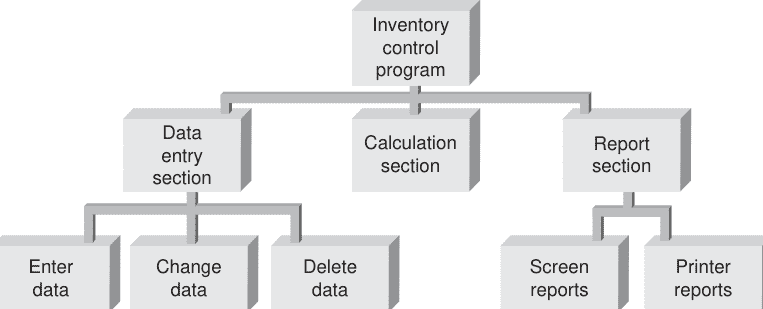 Inventory
control
program
Data
entry
section
Calculation
section
Report
section
Enter
data
Change
data
Delete
data
Screen
reports
Printer
reports